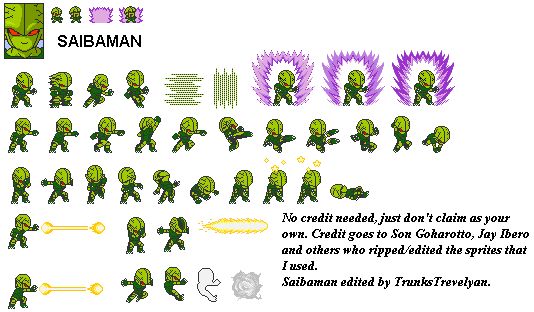 SAIBAMAN
No credit needed, just don't claim as your
own. Credit goes to Son Goharotto, Jay Ibero
and others who ripped/edited the sprites that
I used.
Saibaman edited by TrunksTrevelyan.